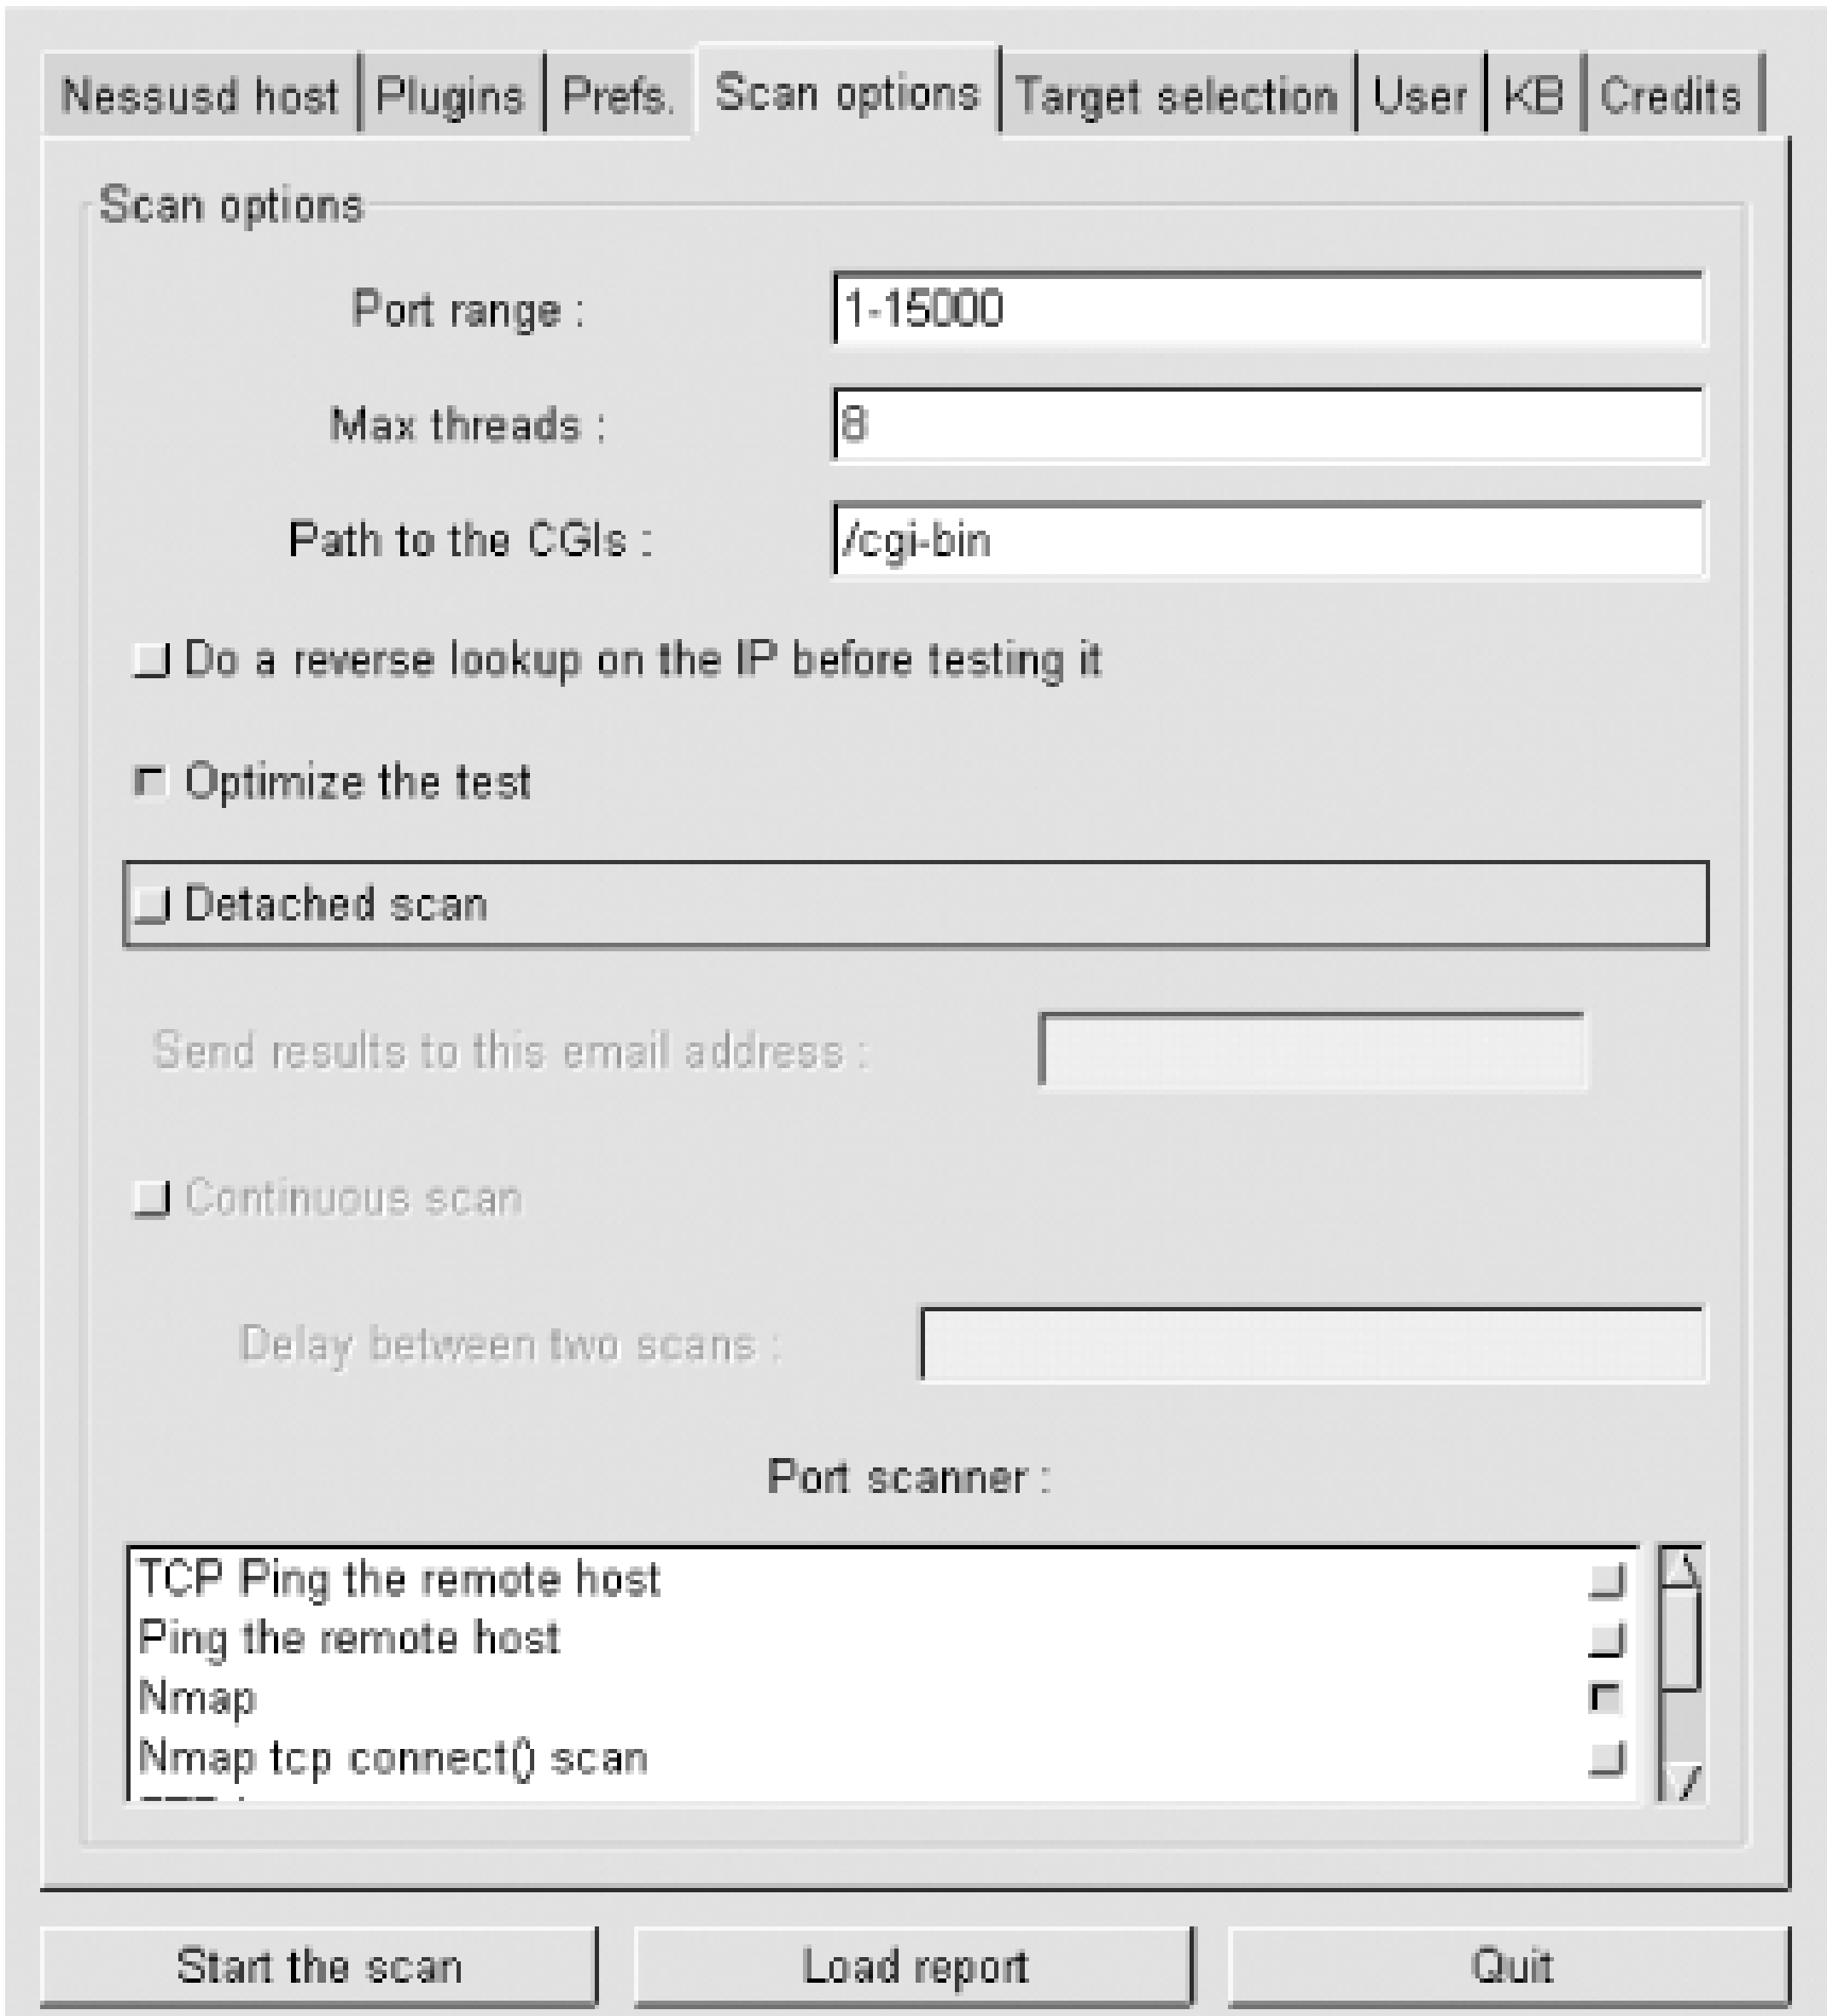 Nessusd host Plugins Prefs. Scan options Target selection User KB Credits
Scan options
Port range : 1-15000
Max threads : 8
Path to the CGIs : /cgi-bin
Do a reverse lookup on the IP before testing it
Optimize the test
Detached scan
Send results to this email address :
Continuous scan
Delay between two scans :
Port scanner :
TCP Ping the remote host
Ping the remote host
Nmap
Nmap tcp connect() scan
Start the scan Load report Quit